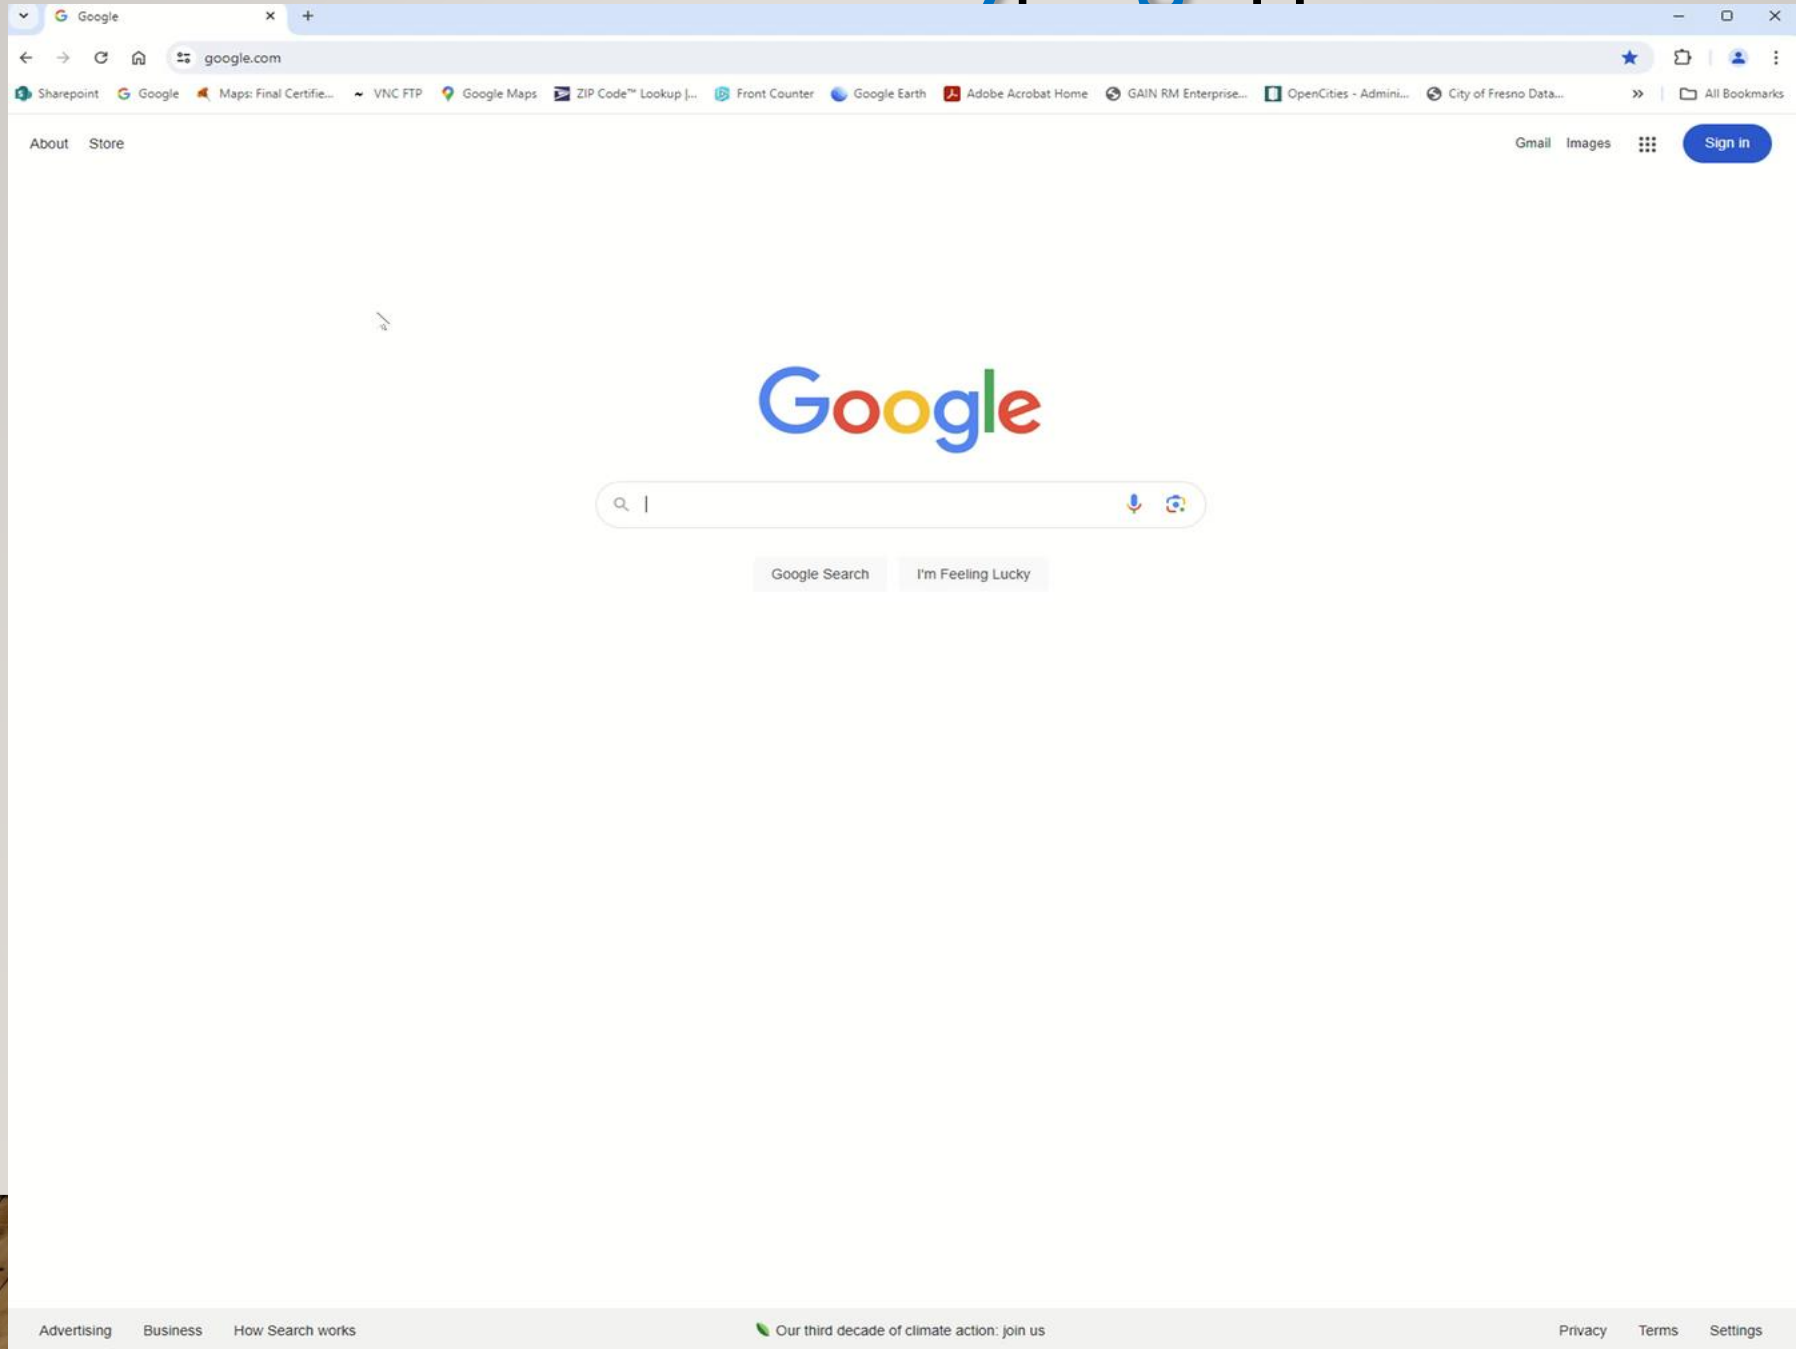 Google
google.com
Sharepoint Google Maps: Final Certifie... VNC FTP Google Maps ZIP Code™ Lookup |... Front Counter Google Earth Adobe Acrobat Home GAIN RM Enterprise... OpenCities - Admini... City of Fresno Data... » All Bookmarks
About Store Gmail Images Sign in
Google
Google Search I'm Feeling Lucky
Advertising Business How Search works Our third decade of climate action: join us Privacy Terms Settings